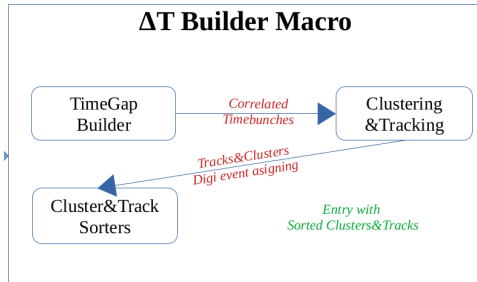 ΔT Builder Macro
TimeGap
Builder
Correlated
Timebunches
Clustering
&Tracking
Tracks&Clusters
Digi event asigning
Cluster&Track
Sorters
Entry with
Sorted Clusters&Tracks